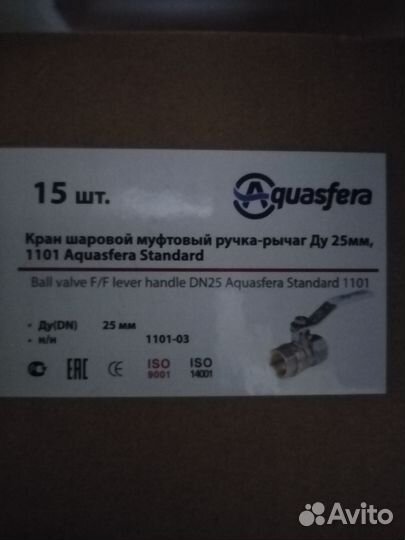 15 шт.
Aquasfera
Кран шаровой муфтовый ручка-рычаг Ду 25мм,
1101 Aquasfera Standard
Ball valve F/F lever handle DN25 Aquasfera Standard 1101
• Ду(DN) 25 мм
• н/н 1101-03
EAC CE ISO 9001 ISO 14001
Avito